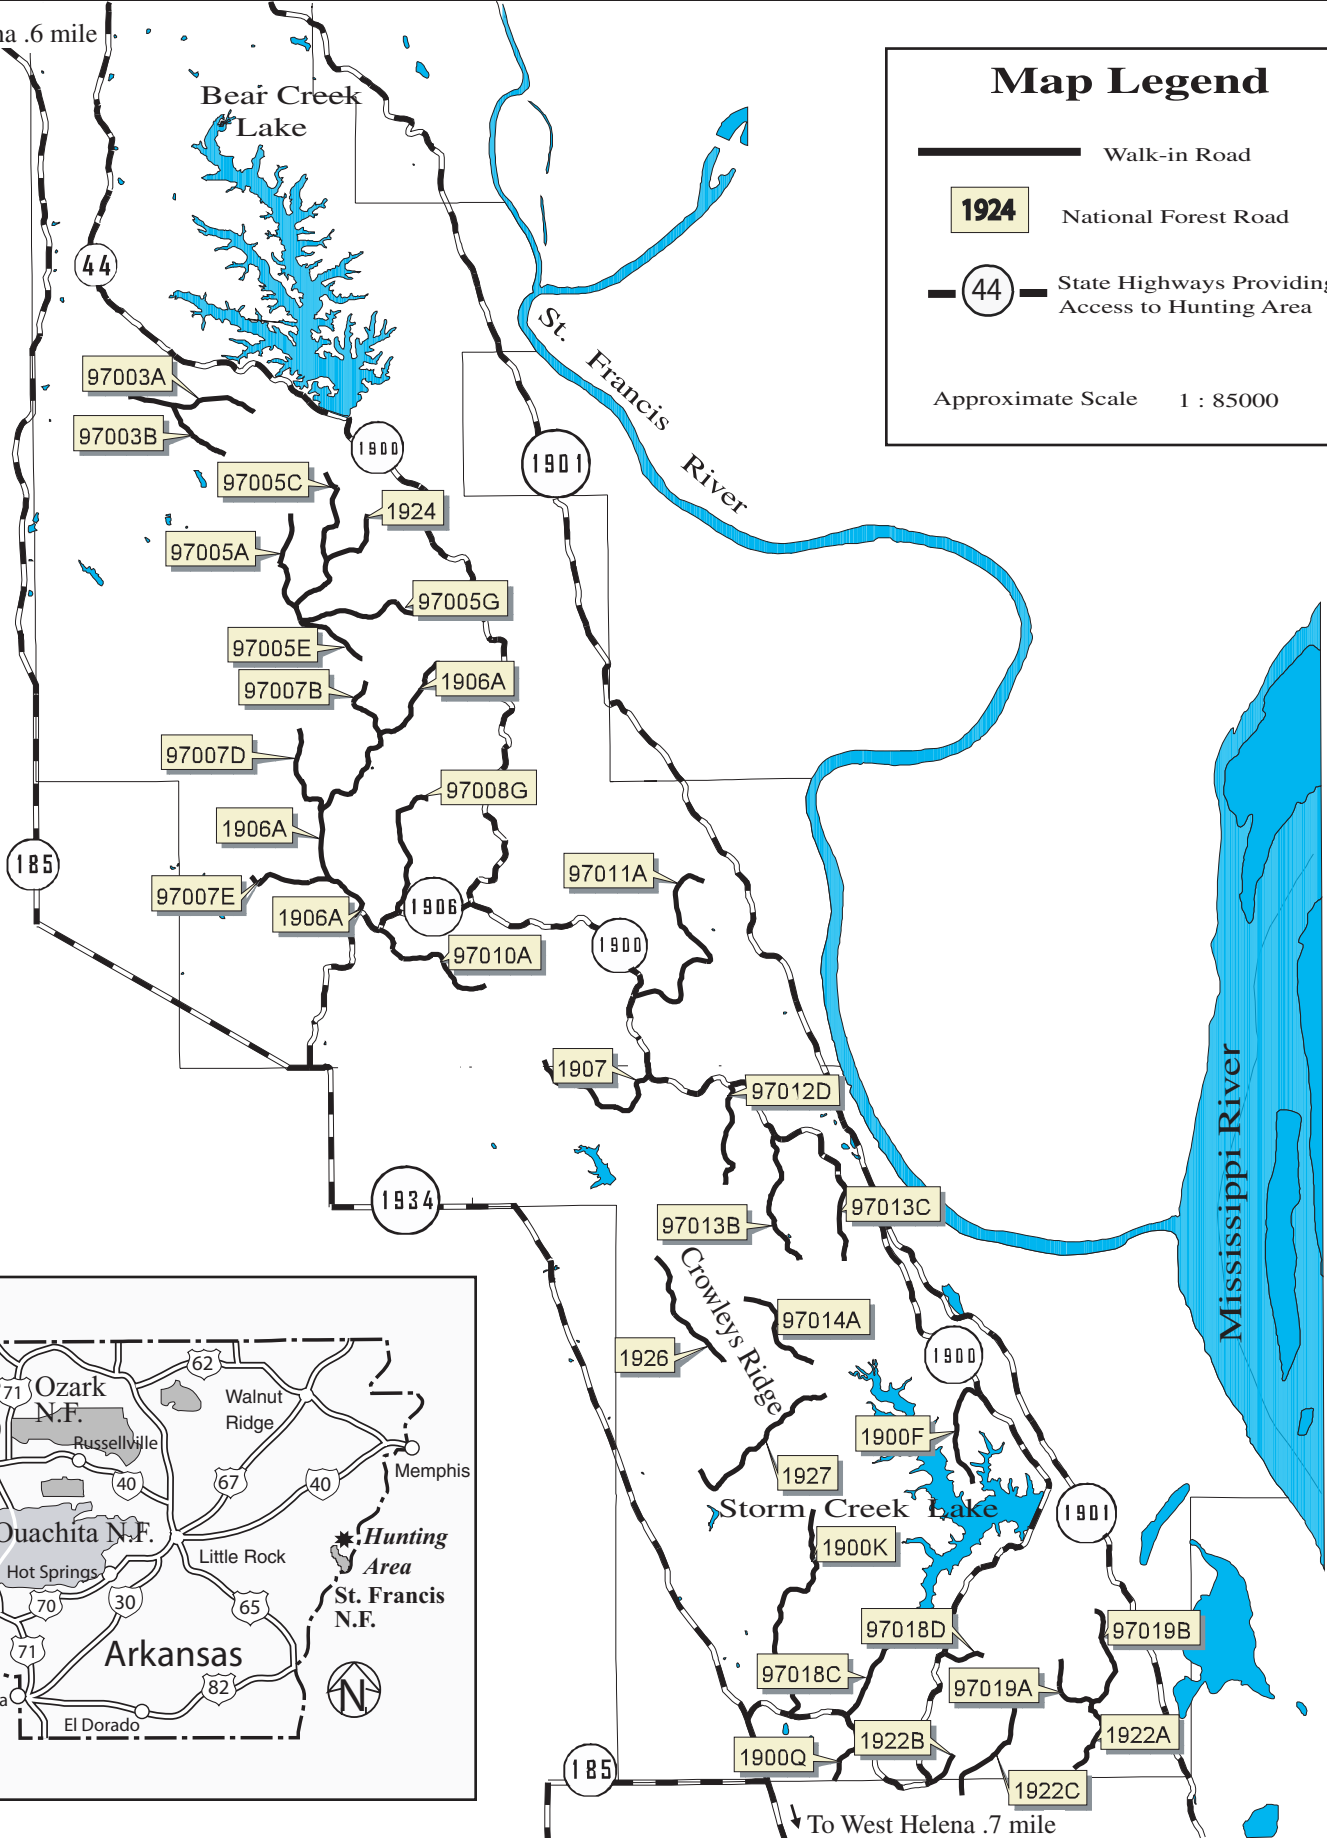 na .6 mile
Bear Creek
Lake
Map Legend
Walk-in Road
1924
National Forest Road
44
State Highways Providing
Access to Hunting Area
Approximate Scale 1 : 85000
44
St. Francis River
97003A
97003B
1900
1901
97005C
1924
97005A
97005G
97005E
97007B
1906A
97007D
97008G
1906A
185
97011A
97007E
1906A
1906
1900
97010A
1907
97012D
Mississippi River
1934
97013C
97013B
Crowleys Ridge
97014A
1926
1900
1900F
1927
Storm Creek Lake
1901
1900K
97018D
97019B
97018C
97019A
1922B
1922A
1900Q
185
1922C
To West Helena .7 mile
62
71
Ozark
N.F.
Walnut
Ridge
Russellville
40
67
40
Memphis
Ouachita N.F.
Hunting
Area
Little Rock
Hot Springs
St. Francis
N.F.
70
30
65
71
Arkansas
82
N
a
El Dorado